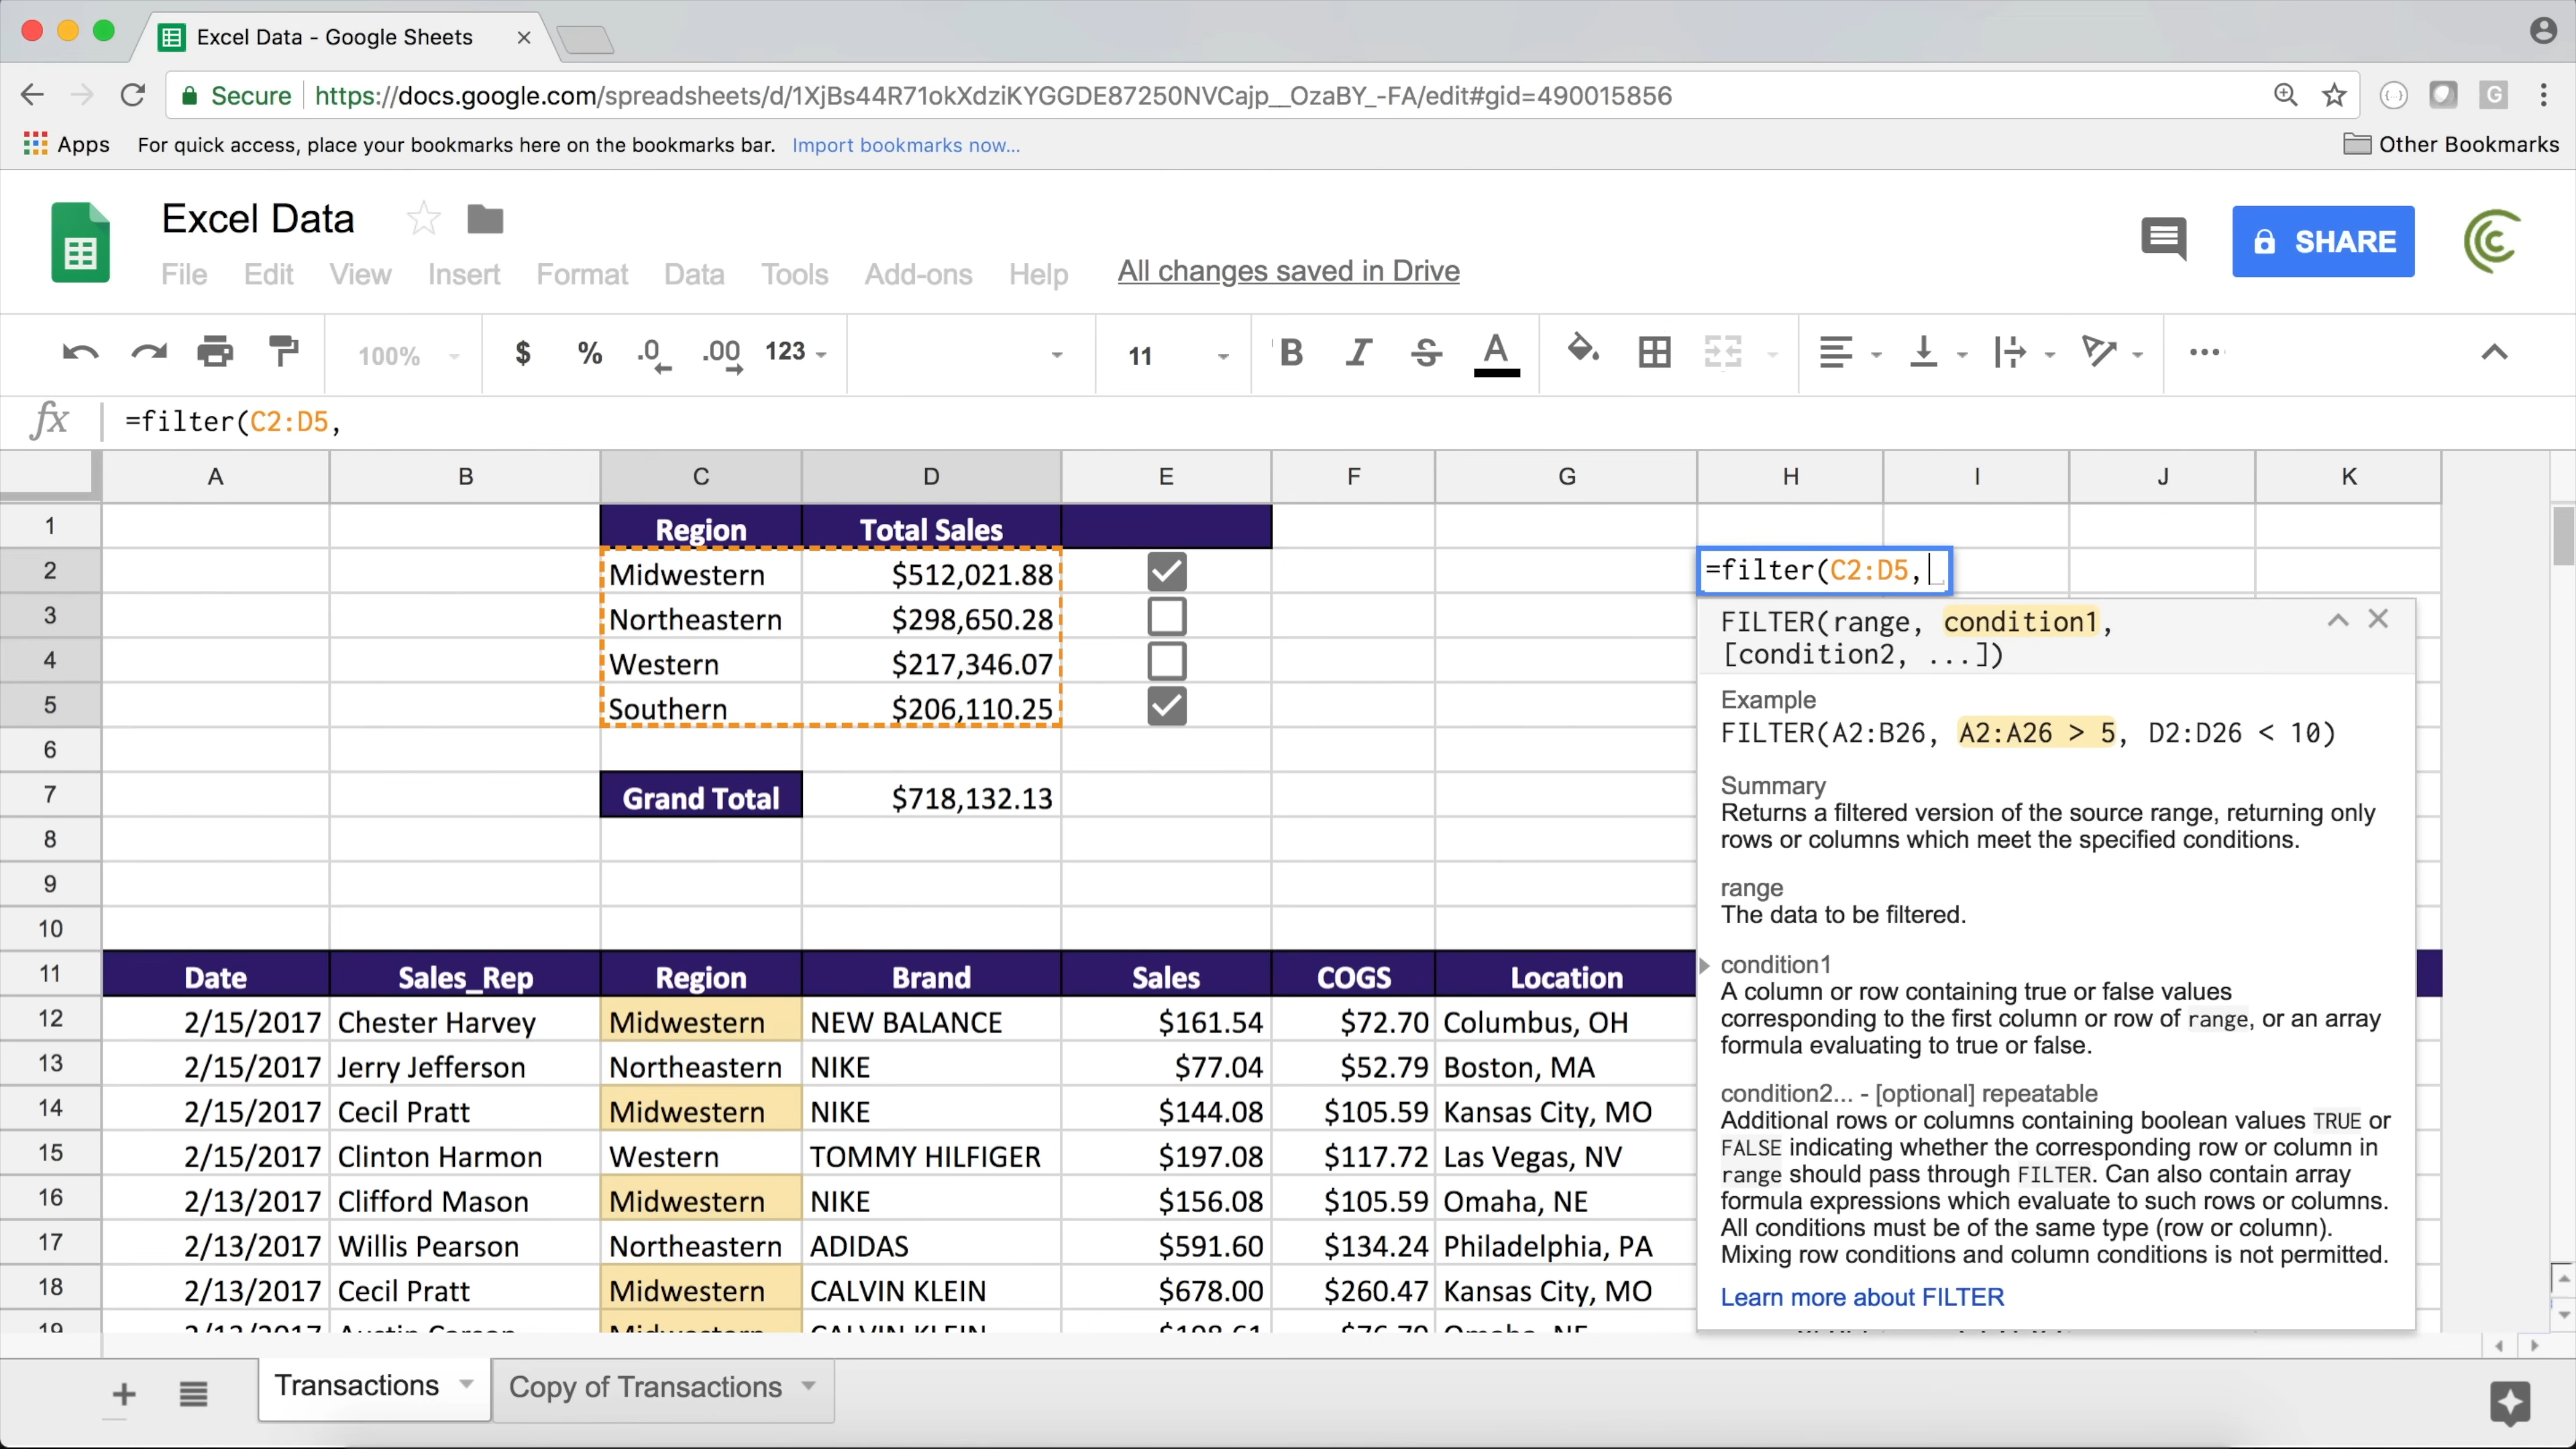 Excel Data - Google Sheets
Secure https://docs.google.com/spreadsheets/d/1XjBs44R71okXdziKYGGDE87250NVCajp__OzaBY_-FA/edit#gid=490015856
G
Apps For quick access, place your bookmarks here on the bookmarks bar. Import bookmarks now... Other Bookmarks
Excel Data
File Edit View Insert Format Data Tools Add-ons Help All changes saved in Drive
SHARE
100% $ % .0 .00 123 11 B I S A
fx =filter(C2:D5,
A B C D E F G H I J K
1 Region Total Sales
2 Midwestern $512,021.88 =filter(C2:D5,
3 Northeastern $298,650.28
4 Western $217,346.07
5 Southern $206,110.25
6
7 Grand Total $718,132.13
8
9
10
11 Date Sales_Rep Region Brand Sales COGS Location
12 2/15/2017 Chester Harvey Midwestern NEW BALANCE $161.54 $72.70 Columbus, OH
13 2/15/2017 Jerry Jefferson Northeastern NIKE $77.04 $52.79 Boston, MA
14 2/15/2017 Cecil Pratt Midwestern NIKE $144.08 $105.59 Kansas City, MO
15 2/15/2017 Clinton Harmon Western TOMMY HILFIGER $197.08 $117.72 Las Vegas, NV
16 2/13/2017 Clifford Mason Midwestern NIKE $156.08 $105.59 Omaha, NE
17 2/13/2017 Willis Pearson Northeastern ADIDAS $591.60 $134.24 Philadelphia, PA
18 2/13/2017 Cecil Pratt Midwestern CALVIN KLEIN $678.00 $260.47 Kansas City, MO
19 2/13/2017 Midwestern CALVIN KLEIN Omaha, NE
FILTER(range, condition1,
[condition2, ...])
Example
FILTER(A2:B26, A2:A26 > 5, D2:D26 < 10)
Summary
Returns a filtered version of the source range, returning only
rows or columns which meet the specified conditions.
range
The data to be filtered.
condition1
A column or row containing true or false values
corresponding to the first column or row of range, or an array
formula evaluating to true or false.
condition2... - [optional] repeatable
Additional rows or columns containing boolean values TRUE or
FALSE indicating whether the corresponding row or column in
range should pass through FILTER. Can also contain array
formula expressions which evaluate to such rows or columns.
All conditions must be of the same type (row or column).
Mixing row conditions and column conditions is not permitted.
Learn more about FILTER
Transactions Copy of Transactions